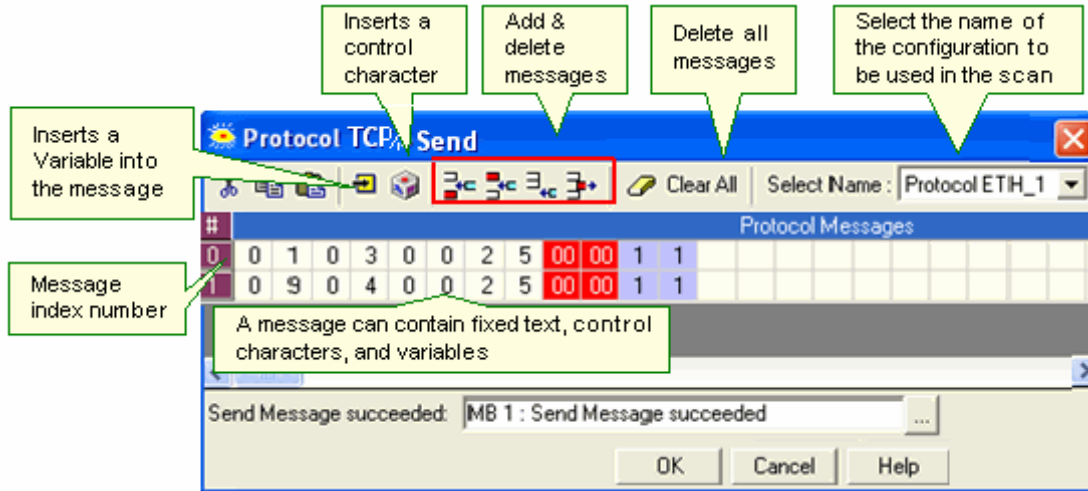 Inserts a
control
character
Add &
delete
messages
Delete all
messages
Select the name of
the configuration to
be used in the scan
Inserts a
Variable into
the message
Protocol TCP/ Send
Clear All
Select Name : Protocol ETH_1
# Protocol Messages
0 0 1 0 3 0 0 2 5 00 00 1 1
1 0 9 0 4 0 0 2 5 00 00 1 1
Message
index number
A message can contain fixed text, control
characters, and variables
Send Message succeeded: MB 1 : Send Message succeeded ...
OK Cancel Help